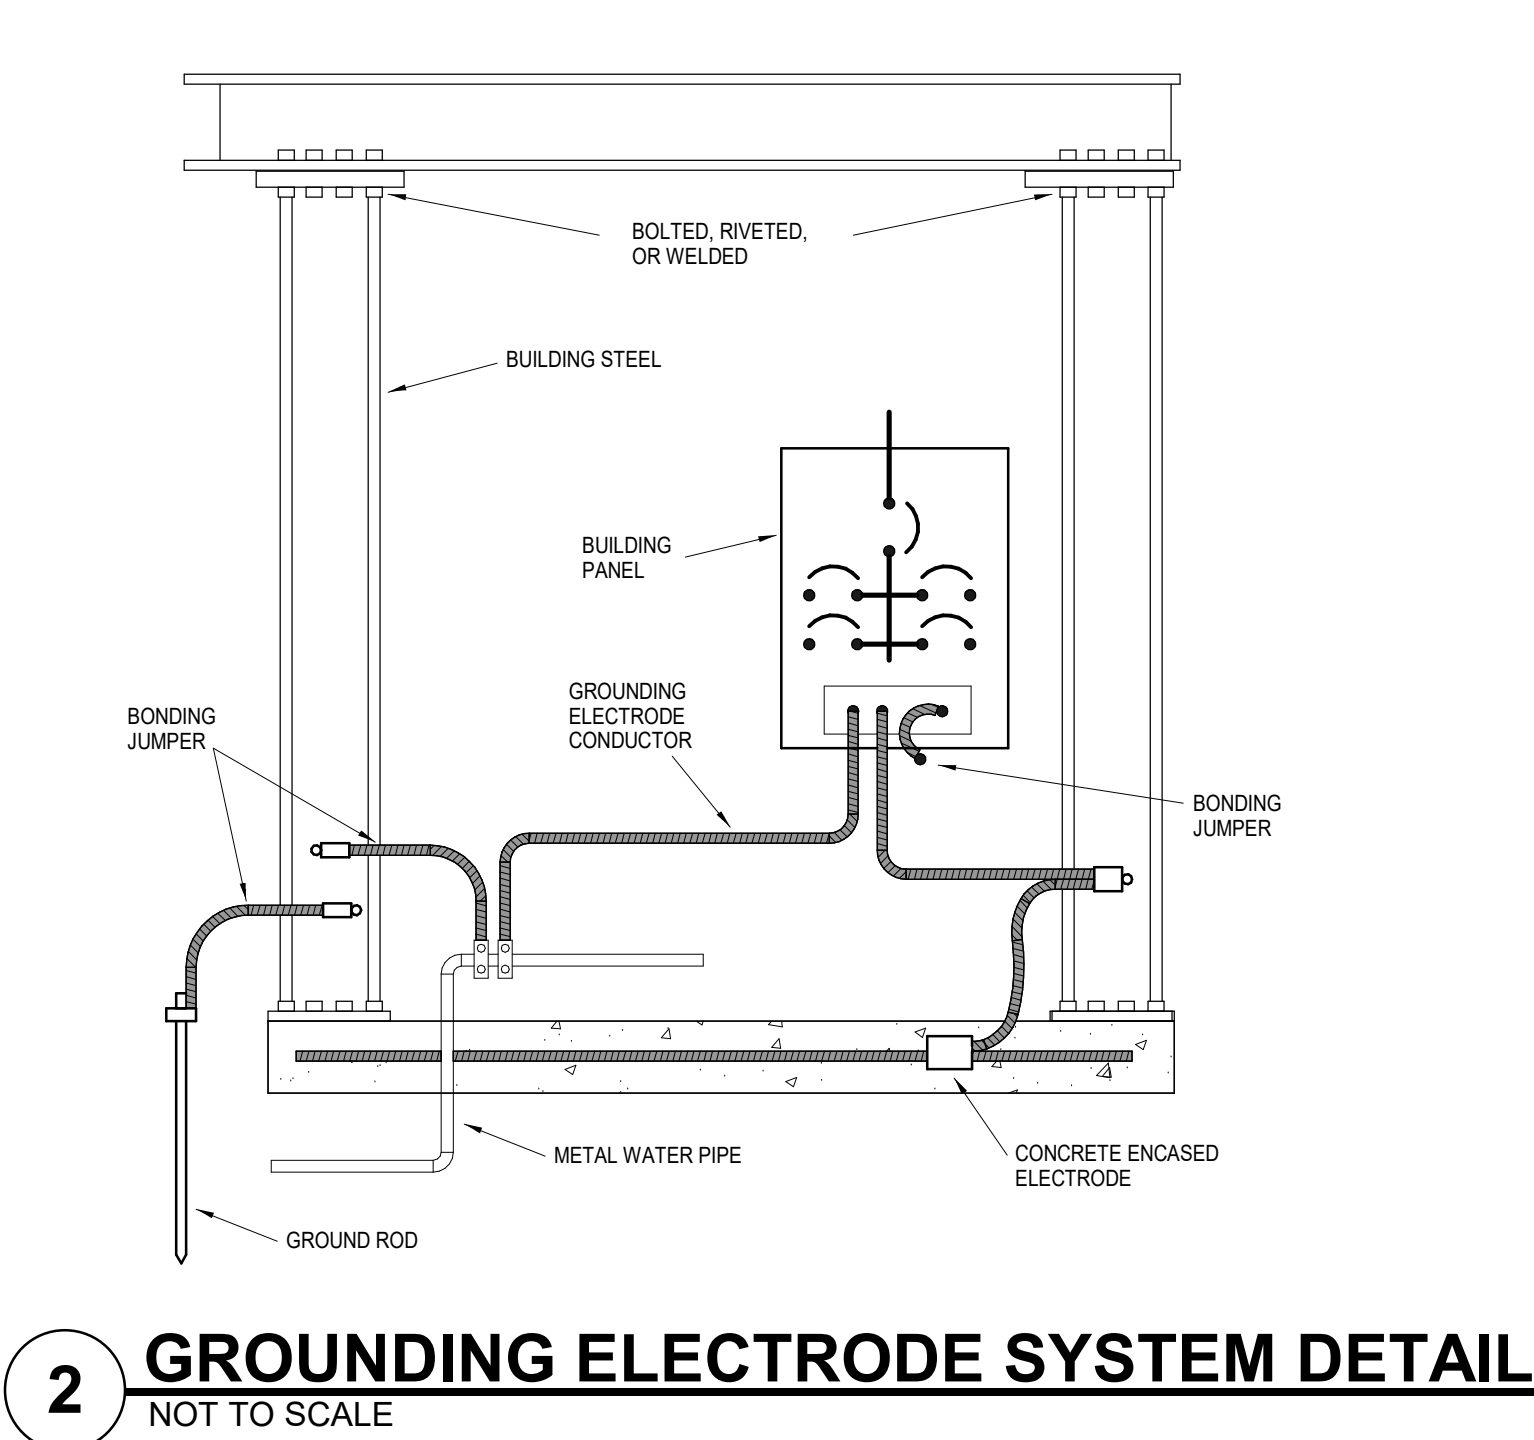 BOLTED, RIVETED,
OR WELDED
BUILDING STEEL
BUILDING
PANEL
GROUNDING
ELECTRODE
CONDUCTOR
BONDING
JUMPER
BONDING
JUMPER
METAL WATER PIPE
CONCRETE ENCASED
ELECTRODE
GROUND ROD
2
GROUNDING ELECTRODE SYSTEM DETAIL
NOT TO SCALE